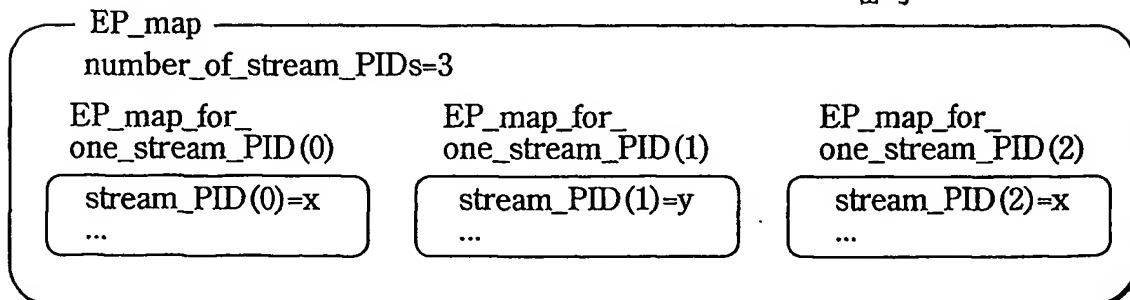 EP_map
number_of_stream_PIDs=3
EP_map_for_
one_stream_PID(0)
EP_map_for_
one_stream_PID(1)
EP_map_for_
one_stream_PID(2)
stream_PID(0)=x
...
stream_PID(1)=y
...
stream_PID(2)=x
...